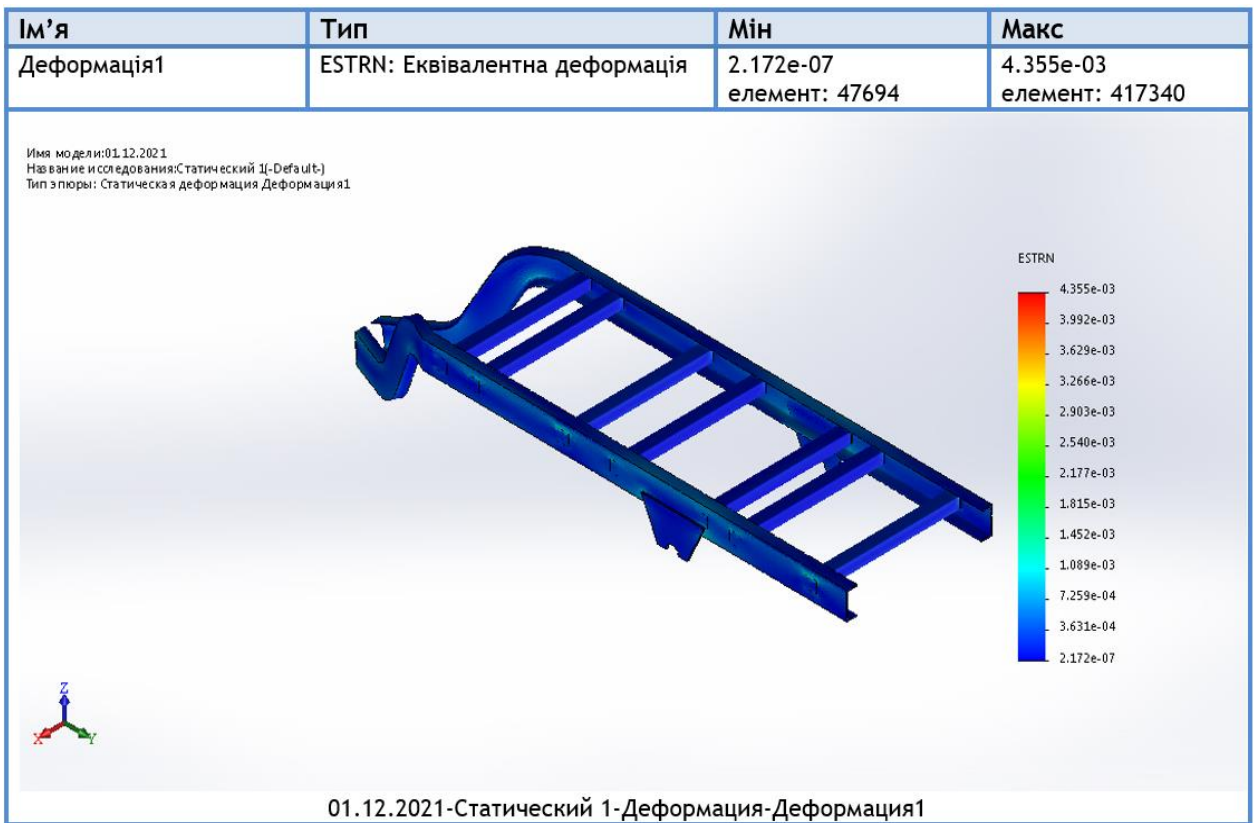 Ім’я Тип Мін Макс
Деформація1 ESTRN: Еквівалентна деформація 2.172e-07 4.355e-03
елемент: 47694 елемент: 417340
Имя модели:01.12.2021
Название исследования:Статический 1(-Default-)
Тип эпюры: Статическая деформация Деформация1
ESTRN
4.355e-03
3.992e-03
3.629e-03
3.266e-03
2.903e-03
2.540e-03
2.177e-03
1.815e-03
1.452e-03
1.089e-03
7.259e-04
3.631e-04
2.172e-07
Z
X Y
01.12.2021-Статический 1-Деформация-Деформация1